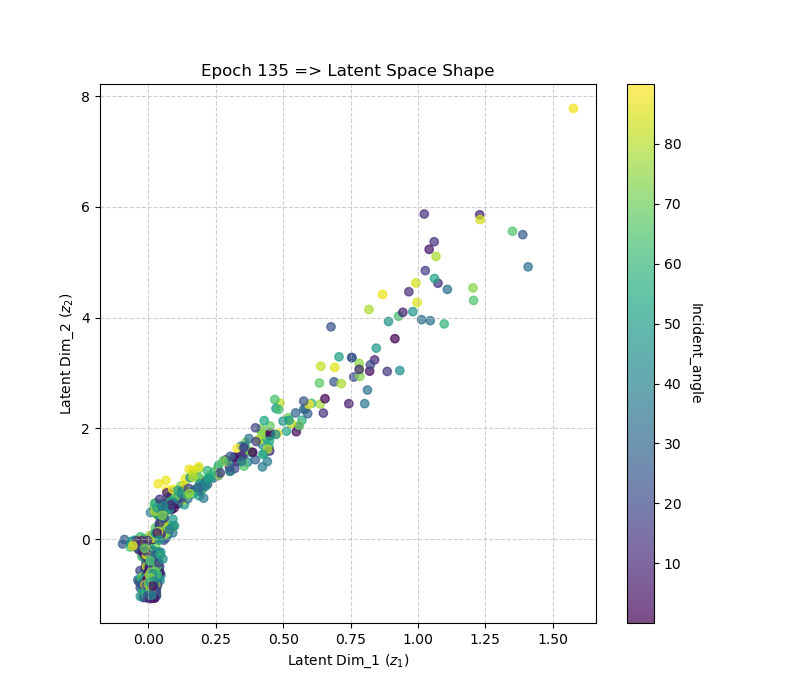 Epoch 135 => Latent Space Shape
8
6
4
2
0
Latent Dim_2 (z₂)
0.00 0.25 0.50 0.75 1.00 1.25 1.50
Latent Dim_1 (z₁)
80
70
60
50
40
30
20
10
Incident_angle